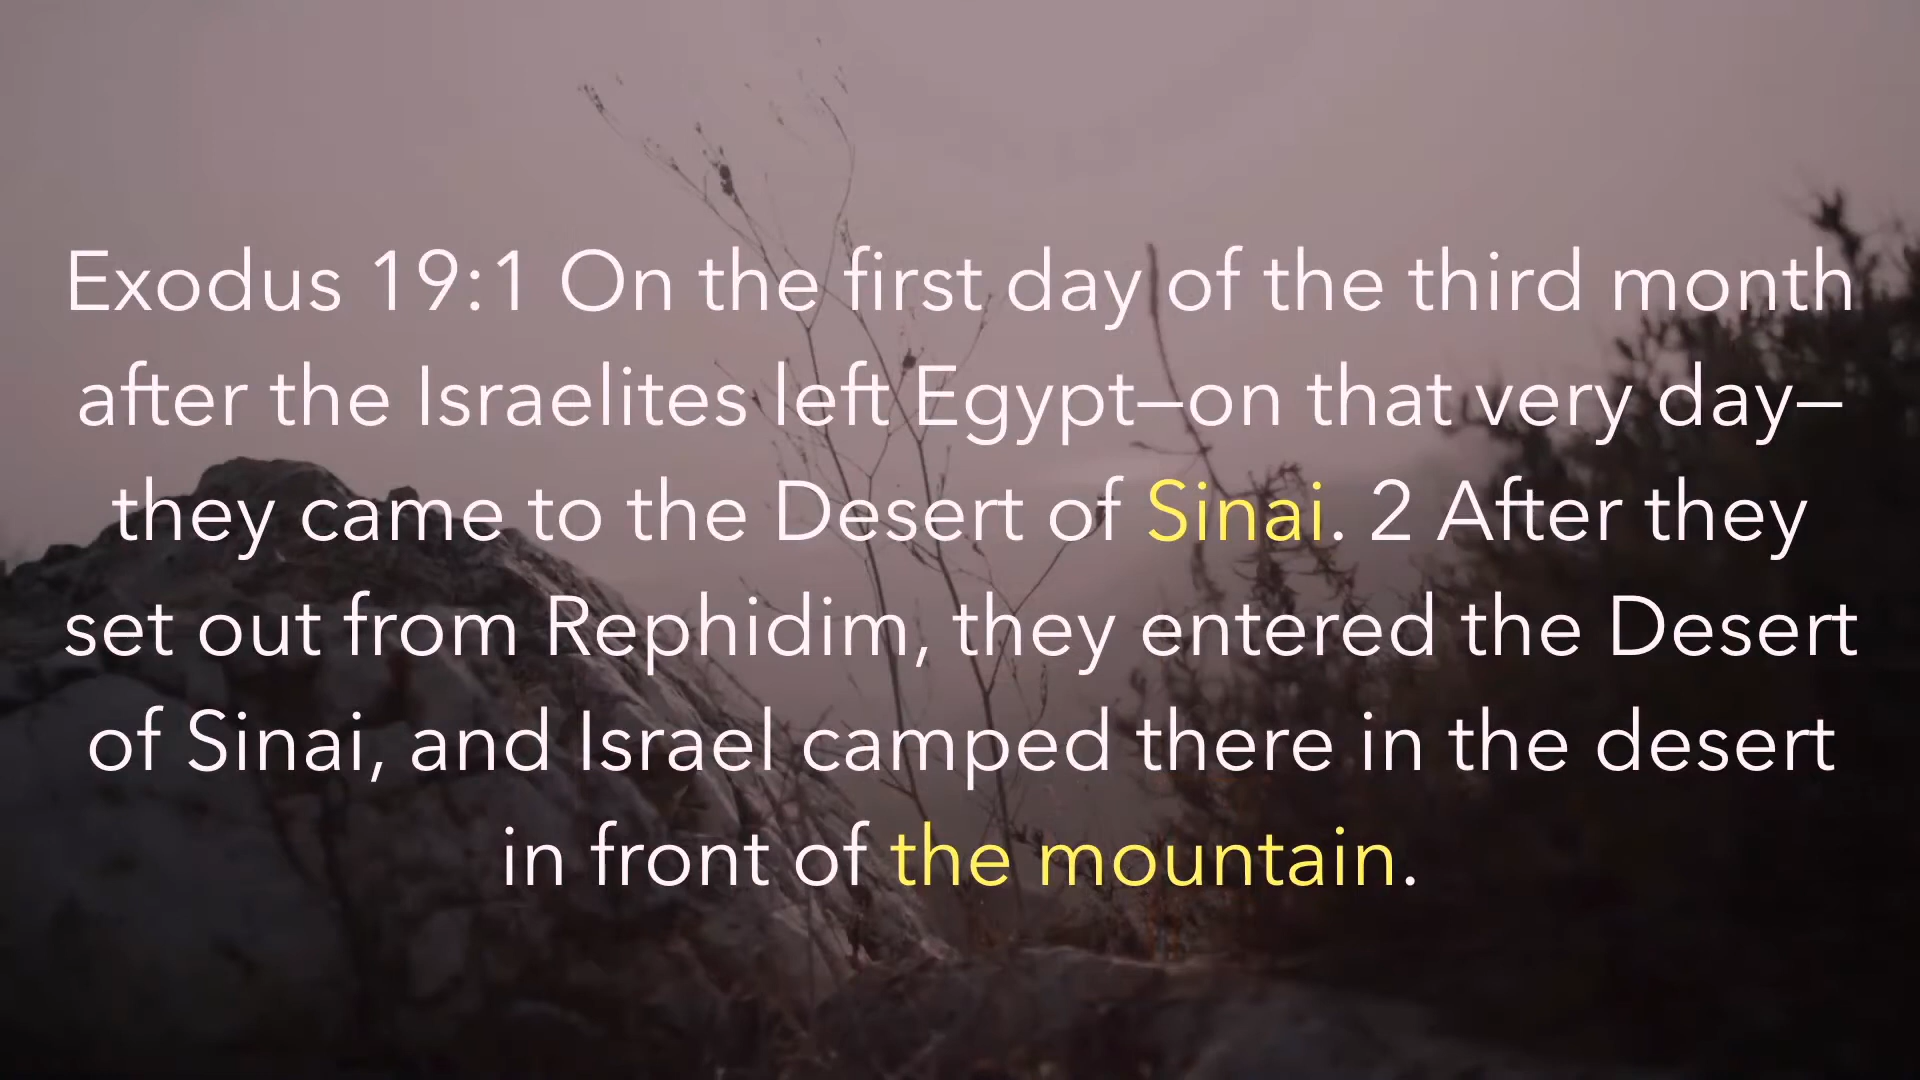 Exodus 19:1 On the first day of the third month
after the Israelites left Egypt—on that very day—
they came to the Desert of Sinai. 2 After they
set out from Rephidim, they entered the Desert
of Sinai, and Israel camped there in the desert
in front of the mountain.